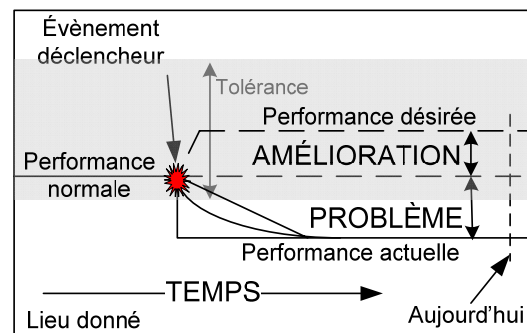 Évènement
déclencheur
Tolérance
Performance désirée
AMÉLIORATION
Performance
normale
PROBLÈME
Performance actuelle
TEMPS
Lieu donné
Aujourd'hui